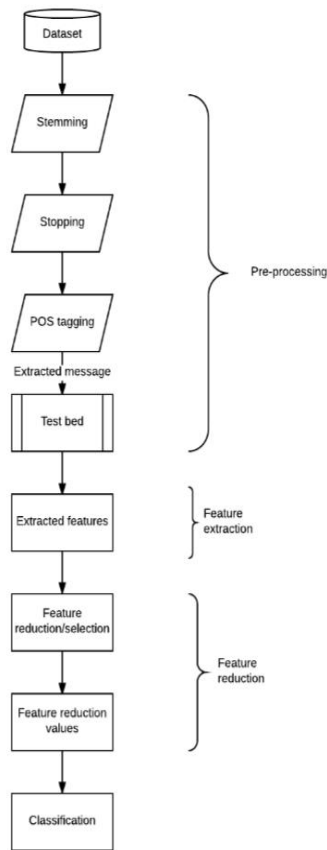 Dataset
Stemming
Stopping
Pre-processing
POS tagging
Extracted message
Test bed
Extracted features
Feature
extraction
Feature
reduction/selection
Feature
reduction
Feature reduction
values
Classification